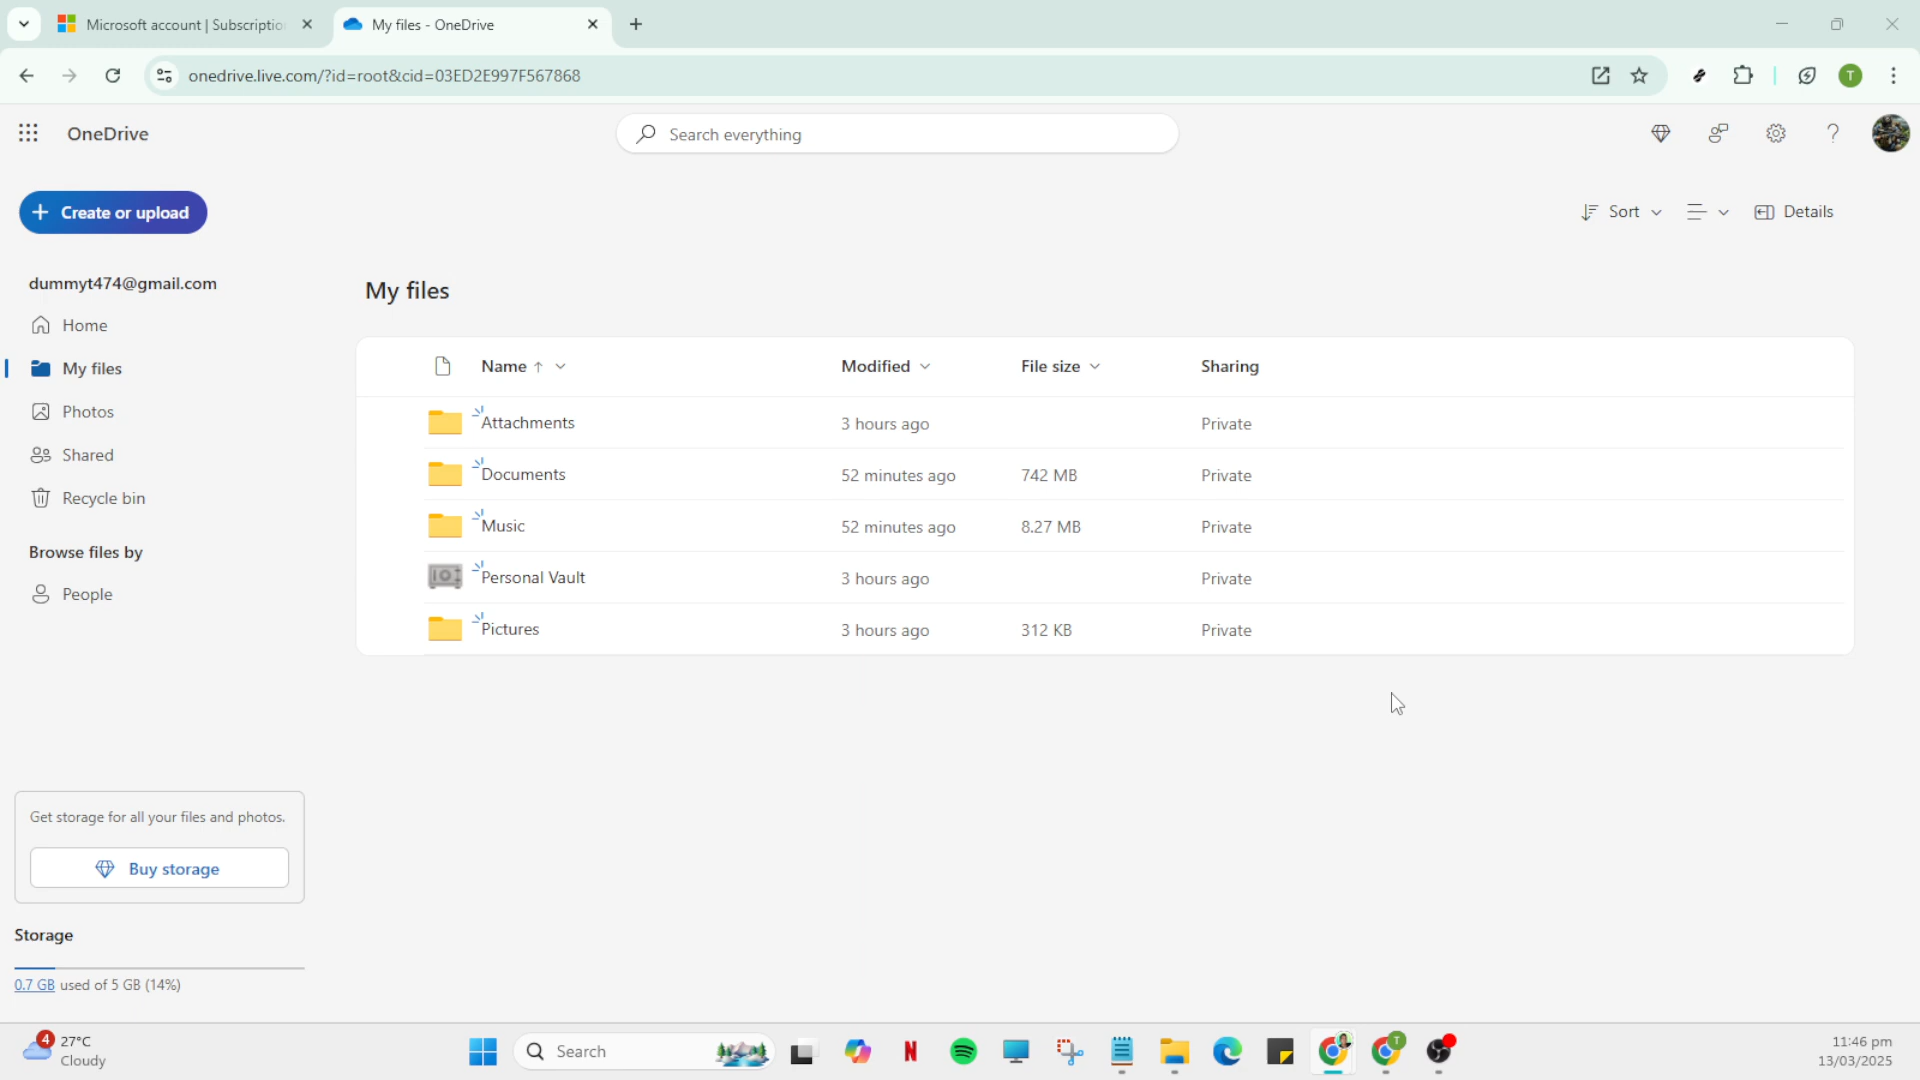 Microsoft account | Subscriptio
My files - OneDrive
onedrive.live.com/?id=root&cid=03ED2E997F567868
T
OneDrive
Search everything
Create or upload
Sort
Details
dummyt474@gmail.com
Home
My files
Photos
Shared
Recycle bin
Browse files by
People
My files
Name Modified File size Sharing
Attachments 3 hours ago Private
Documents 52 minutes ago 742 MB Private
Music 52 minutes ago 8.27 MB Private
Personal Vault 3 hours ago Private
Pictures 3 hours ago 312 KB Private
Get storage for all your files and photos.
Buy storage
Storage
0.7 GB used of 5 GB (14%)
4
27°C
Cloudy
Search
N
T
11:46 pm
13/03/2025